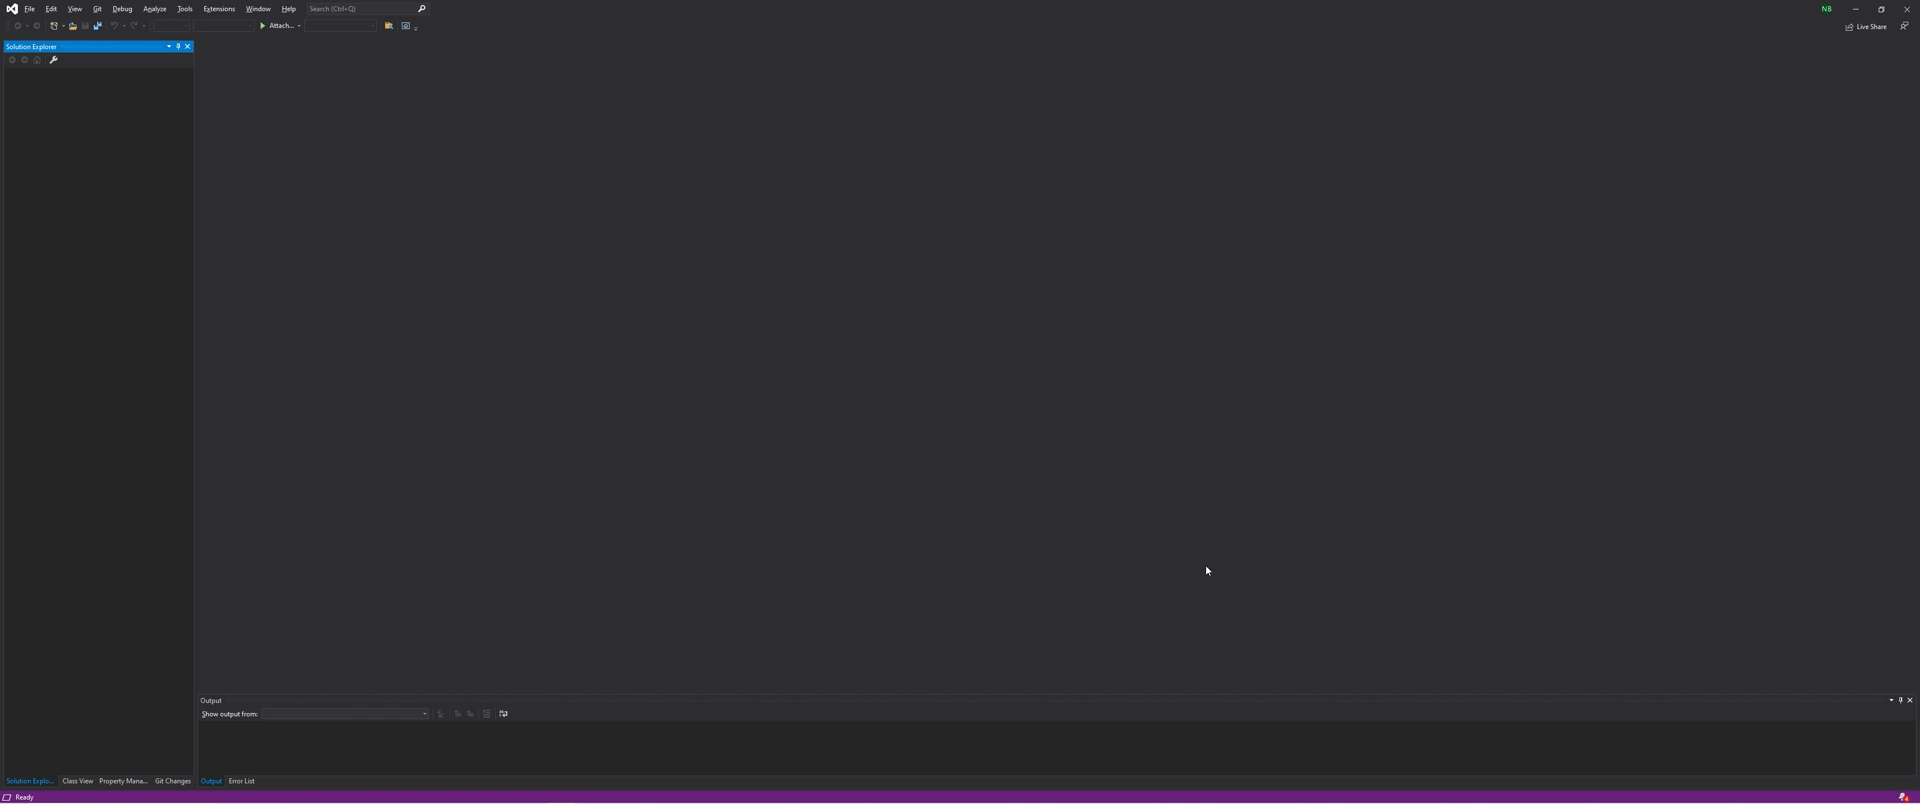 File Edit View Git Debug Analyze Tools Extensions Window Help Search (Ctrl+Q) NB
Attach... Live Share
Solution Explorer
Output
Show output from:
Solution Explo... Class View Property Mana... Git Changes Output Error List
Ready